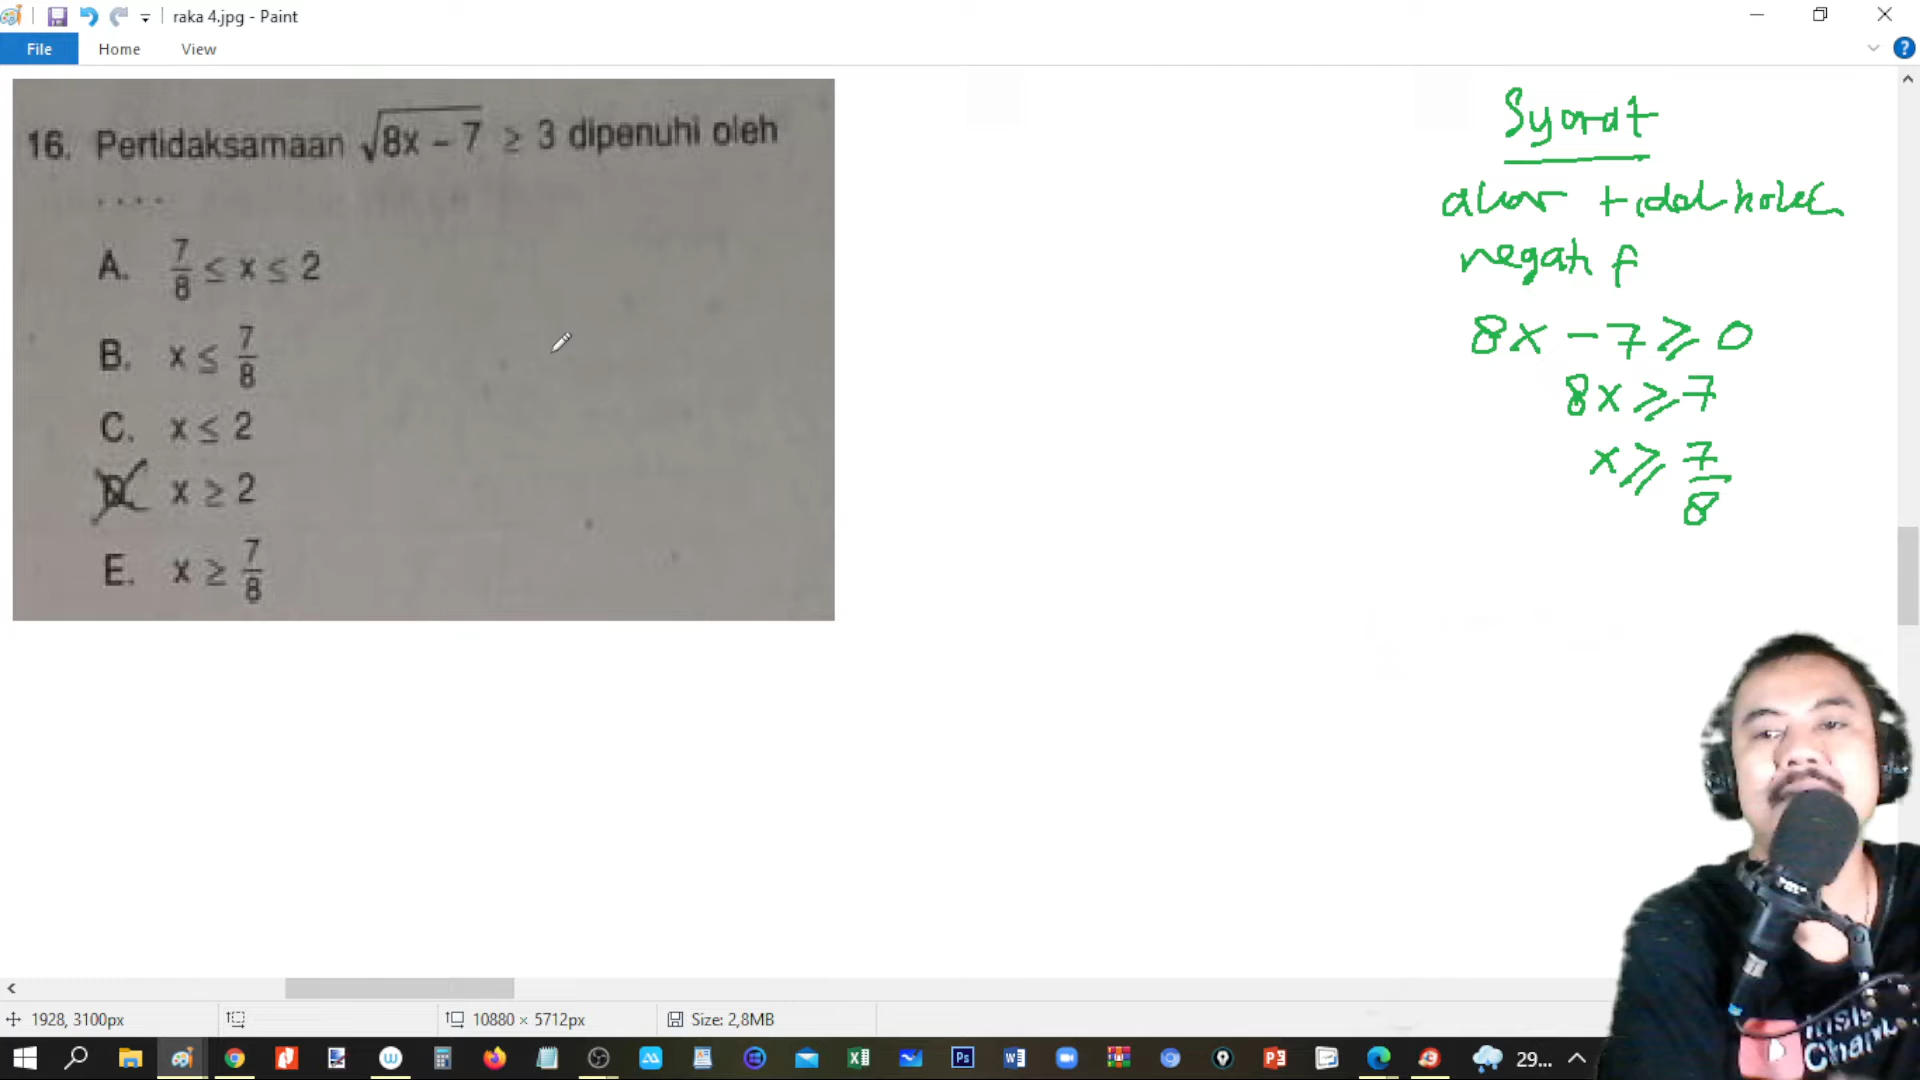 raka 4.jpg - Paint
File Home View
16. Pertidaksamaan √8x – 7 ≥ 3 dipenuhi oleh
....
A. 7/8 ≤ x ≤ 2
B. x ≤ 7/8
C. x ≤ 2
D. x ≥ 2
E. x ≥ 7/8
Syarat
akar tidak boleh
negatif
8x – 7 ≥ 0
8x ≥ 7
x ≥ 7/8
1928, 3100px 10880 × 5712px Size: 2,8MB
29...